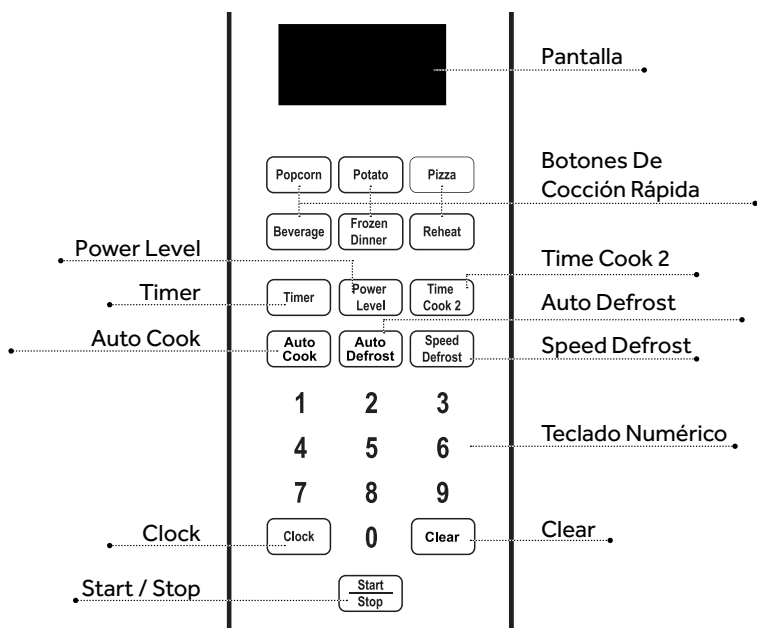 Pantalla
Popcorn
Potato
Pizza
Botones De
Cocción Rápida
Beverage
Frozen
Dinner
Reheat
Power Level
Time Cook 2
Timer
Timer
Power
Level
Time
Cook 2
Auto Defrost
Auto Cook
Auto
Cook
Auto
Defrost
Speed
Defrost
Speed Defrost
1 2 3
4 5 6
Teclado Numérico
7 8 9
Clock
Clock
0
Clear
Clear
Start / Stop
Start
Stop